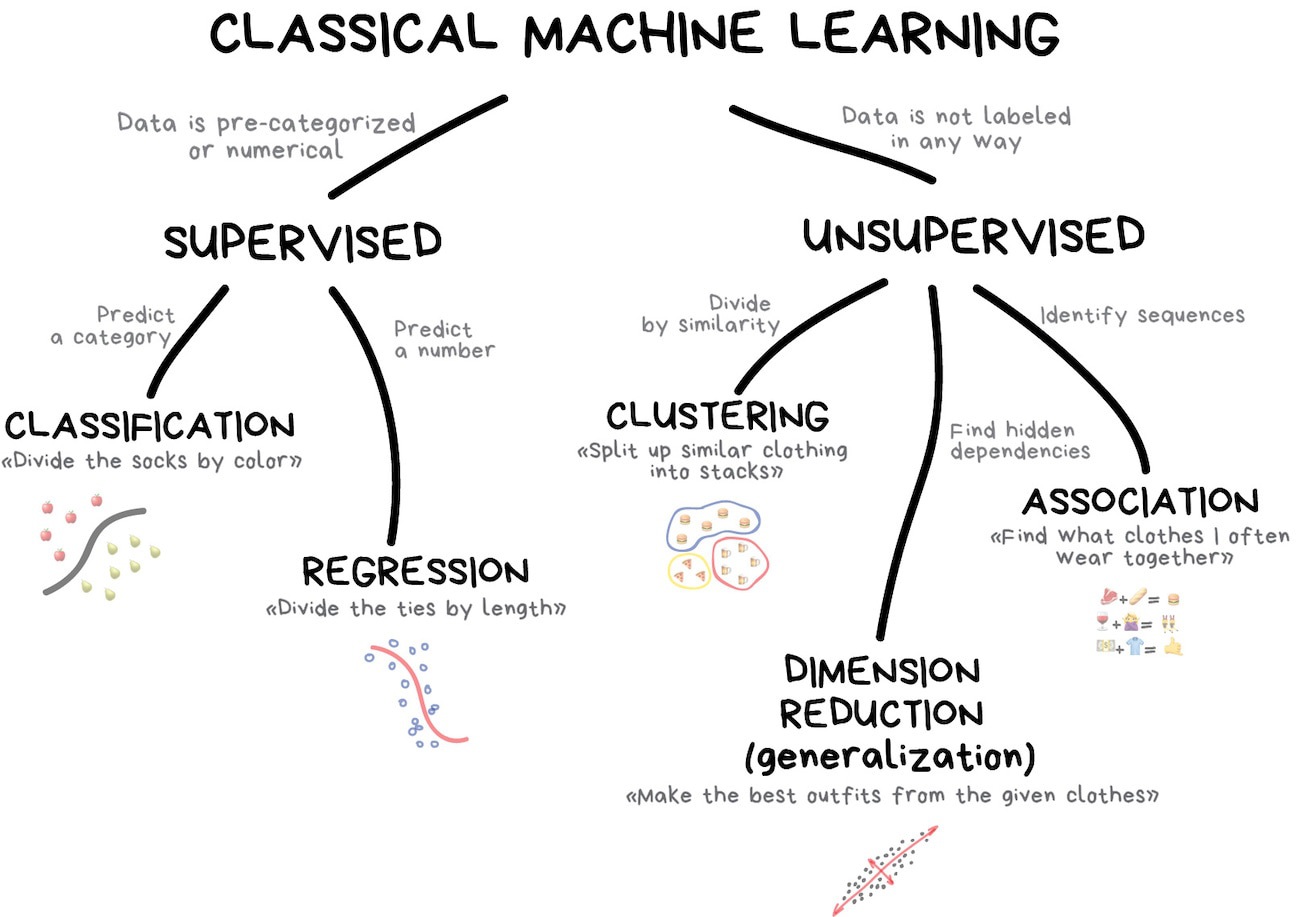 CLASSICAL MACHINE LEARNING
Data is pre-categorized
or numerical
Data is not labeled
in any way
SUPERVISED
UNSUPERVISED
Predict
a category
Predict
a number
Divide
by similarity
Identify sequences
CLASSIFICATION
«Divide the socks by color»
CLUSTERING
«Split up similar clothing
into stacks»
Find hidden
dependencies
ASSOCIATION
«Find what clothes I often
wear together»
REGRESSION
«Divide the ties by length»
+ =
+ =
+ =
DIMENSION
REDUCTION
(generalization)
«Make the best outfits from the given clothes»